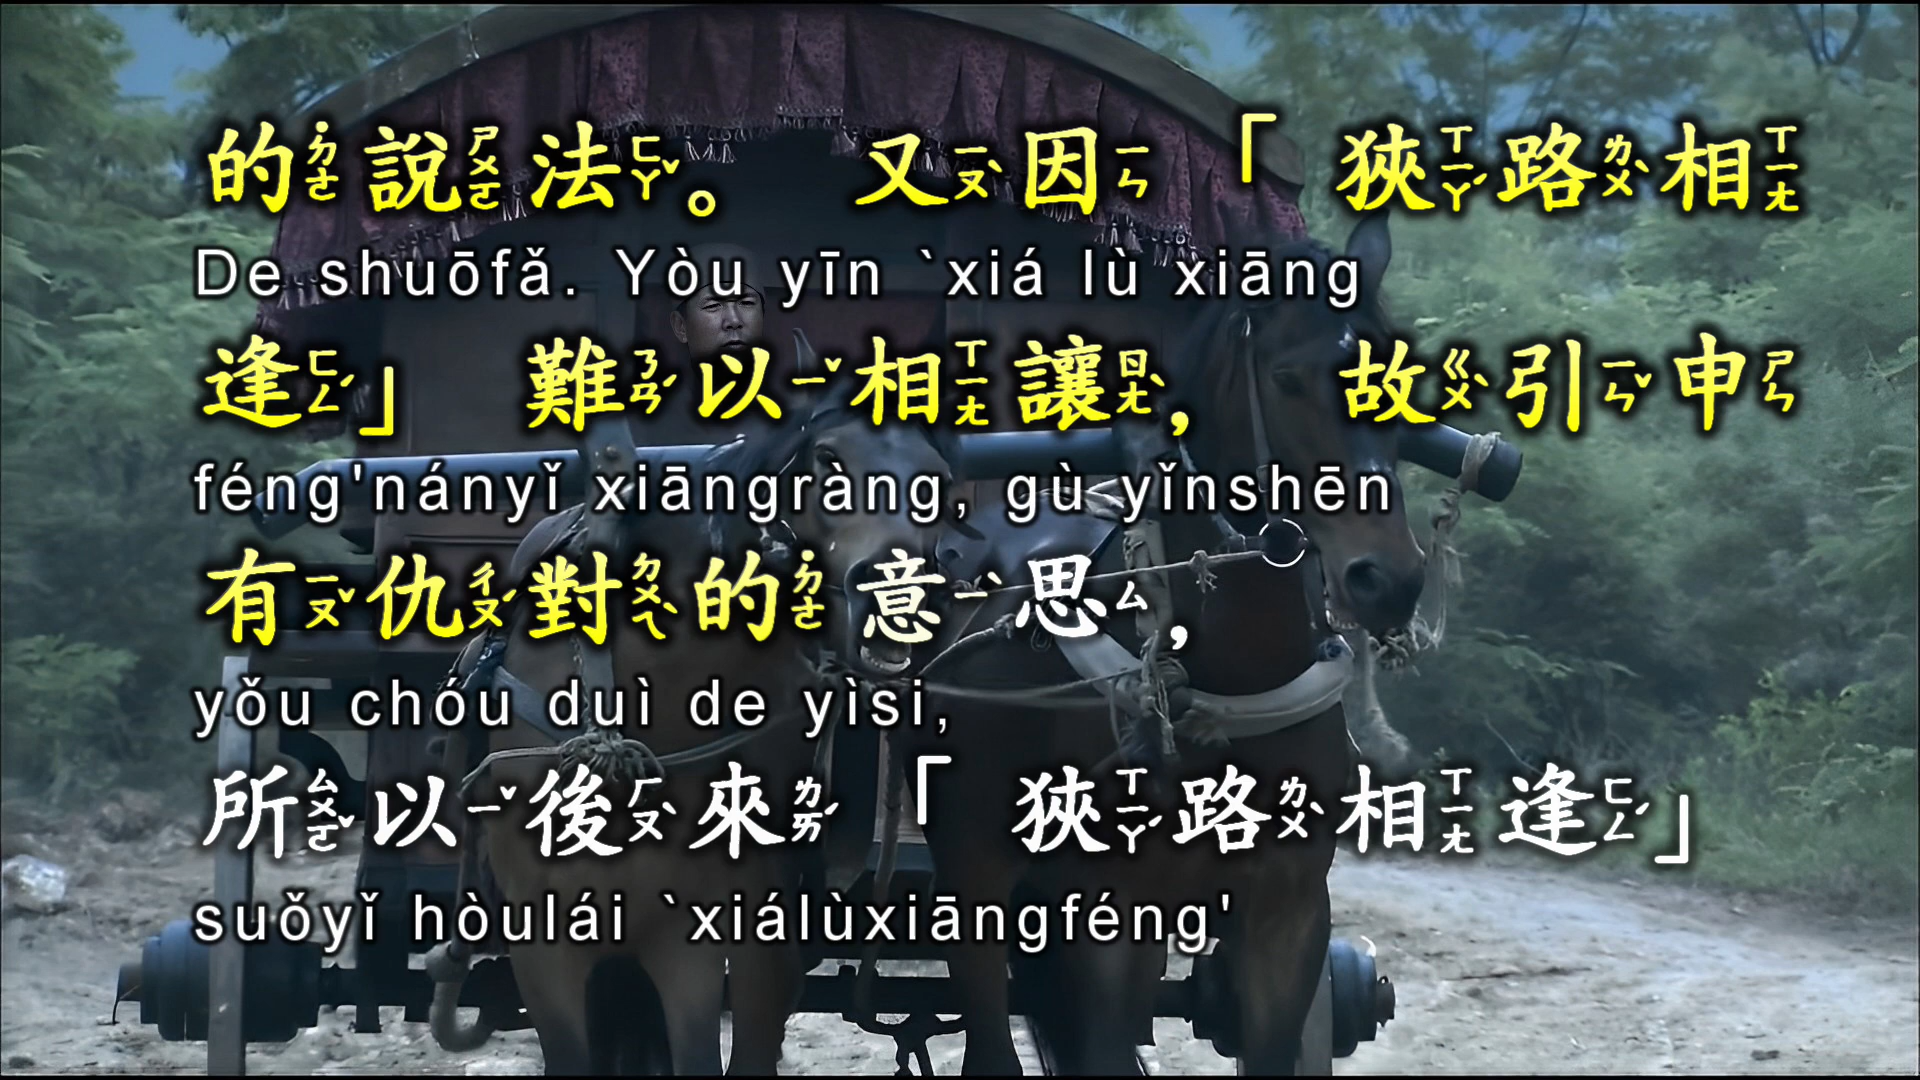 的說法。 又因「狹路相
De shuōfǎ. Yòu yīn `xiá lù xiāng
逢」 難以相讓， 故引申
féng'nányǐ xiāngràng, gù yǐnshēn
有仇對的意思，
yǒu chóu duì de yìsi,
所以後來「狹路相逢」
suǒyǐ hòulái `xiálùxiāngféng'